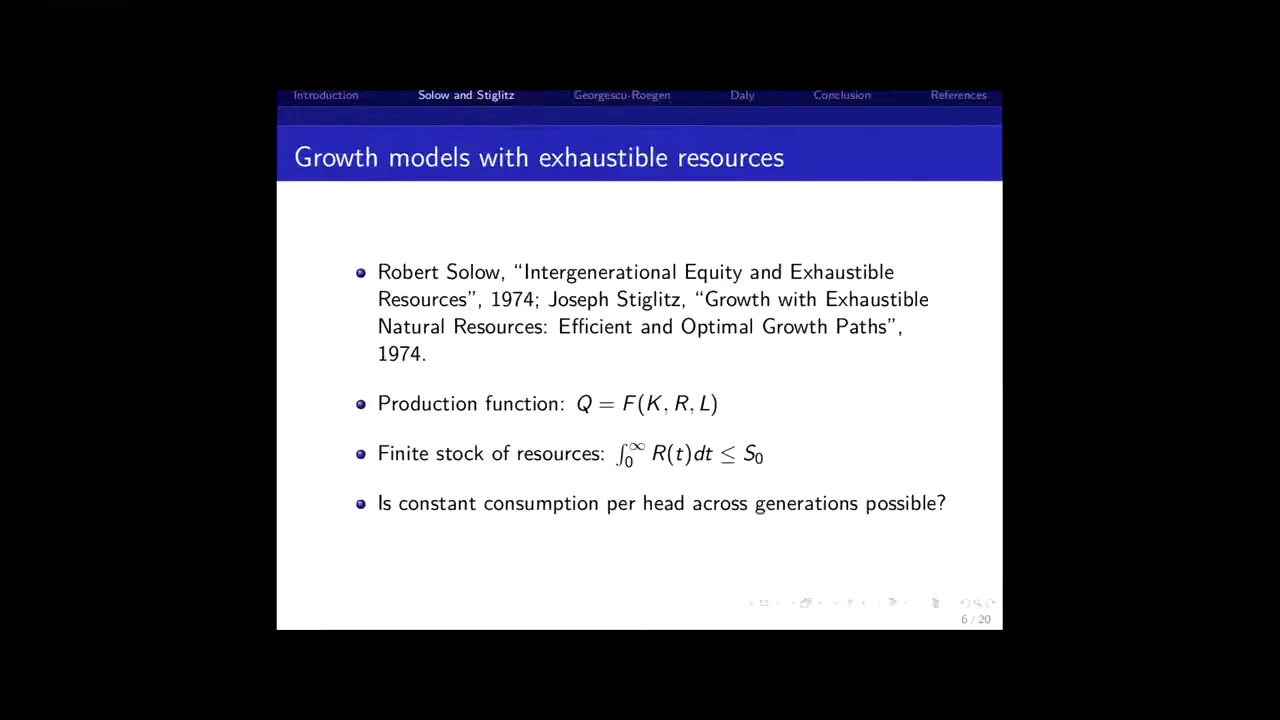 Introduction Solow and Stiglitz Georgescu-Roegen Daly Conclusion References
Growth models with exhaustible resources
Robert Solow, “Intergenerational Equity and Exhaustible
Resources”, 1974; Joseph Stiglitz, “Growth with Exhaustible
Natural Resources: Efficient and Optimal Growth Paths”,
1974.
Production function: Q = F(K, R, L)
Finite stock of resources: ∫₀^∞ R(t)dt ≤ S₀
Is constant consumption per head across generations possible?
6 / 20